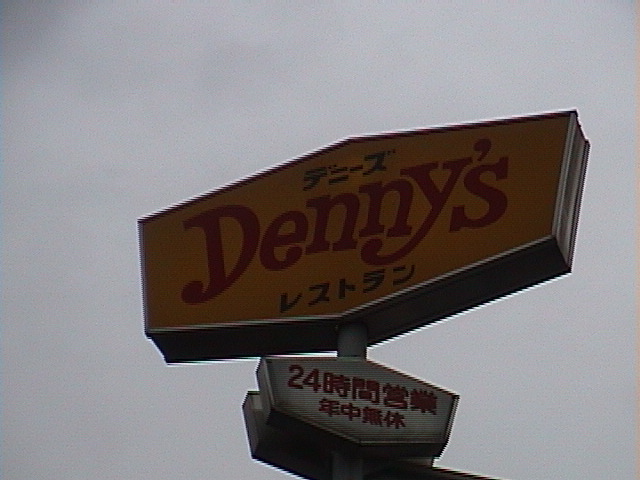 デニーズ
Denny's
レストラン
24時間営業
年中無休